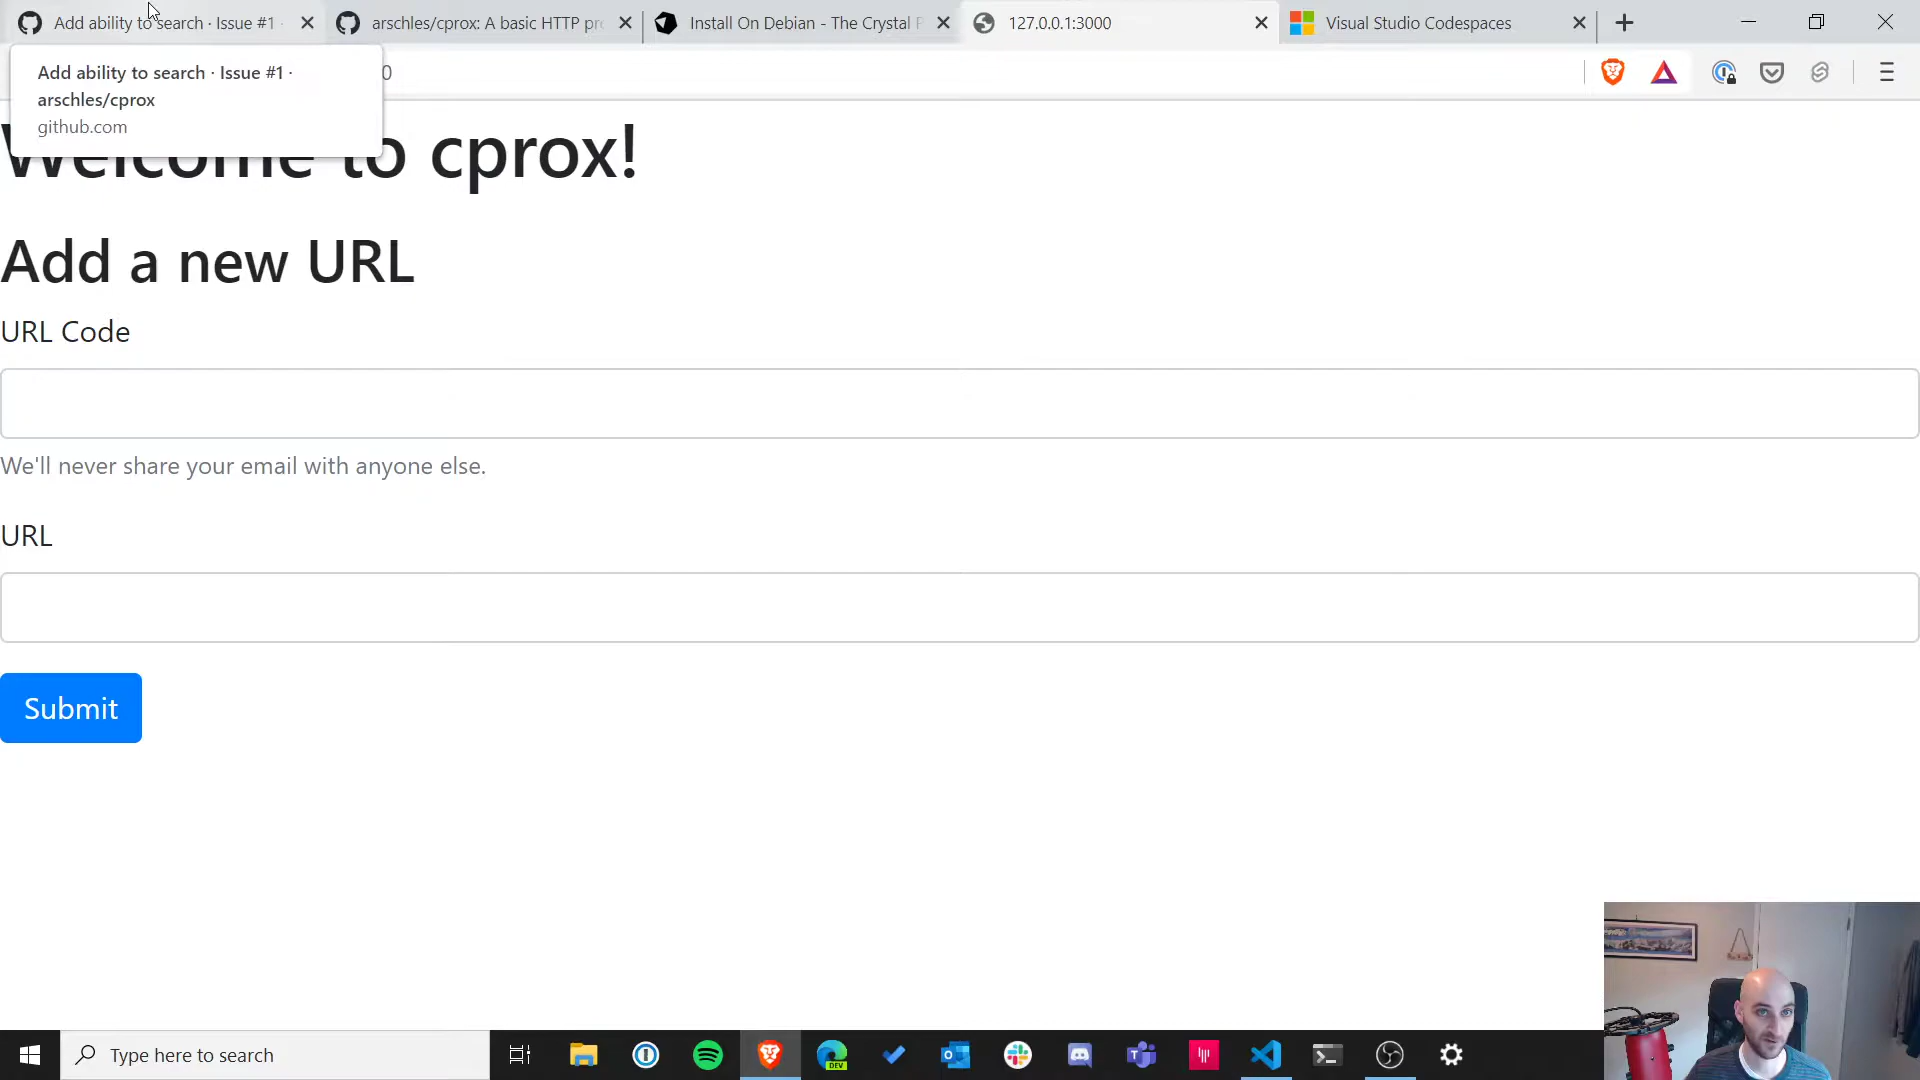 Add ability to search · Issue #1 ·
arschles/cprox: A basic HTTP pr
Install On Debian - The Crystal P
127.0.0.1:3000
Visual Studio Codespaces
Add ability to search · Issue #1 ·
arschles/cprox
github.com
0
Welcome to cprox!
Add a new URL
URL Code
We'll never share your email with anyone else.
URL
Submit
Type here to search
DEV